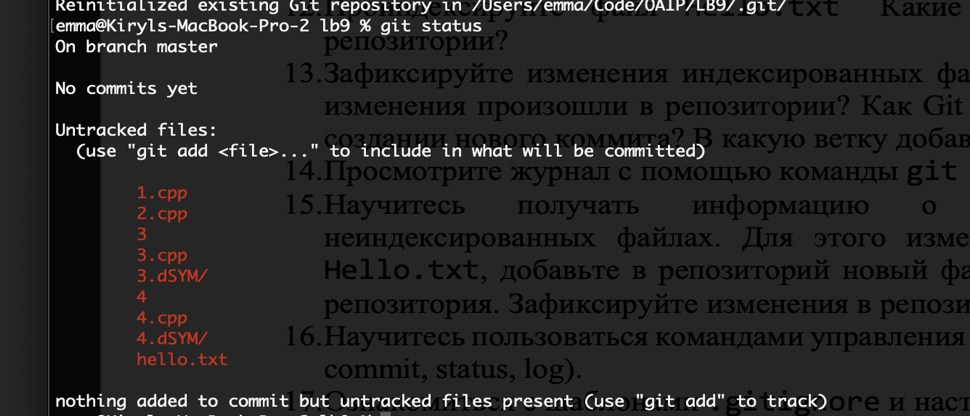 Reinitialized existing Git repository in /Users/emma/Code/OAIP/LB9/.git/
emma@Kiryls-MacBook-Pro-2 lb9 % git status
On branch master
No commits yet
Untracked files:
(use "git add <file>..." to include in what will be committed)
1.cpp
2.cpp
3
3.cpp
3.dSYM/
4
4.cpp
4.dSYM/
hello.txt
nothing added to commit but untracked files present (use "git add" to track)
файл txt Какие
репозитории?
13.Зафиксируйте изменения индексированных фа
изменения произошли в репозитории? Как Git
создании нового коммита? В какую ветку добав
14.Просмотрите журнал с помощью команды git
15.Научитесь получать информацию о
неиндексированных файлах. Для этого изме
Hello.txt, добавьте в репозиторий новый фа
репозитория. Зафиксируйте изменения в репози
16.Научитесь пользоваться командами управления
commit, status, log).
и наст